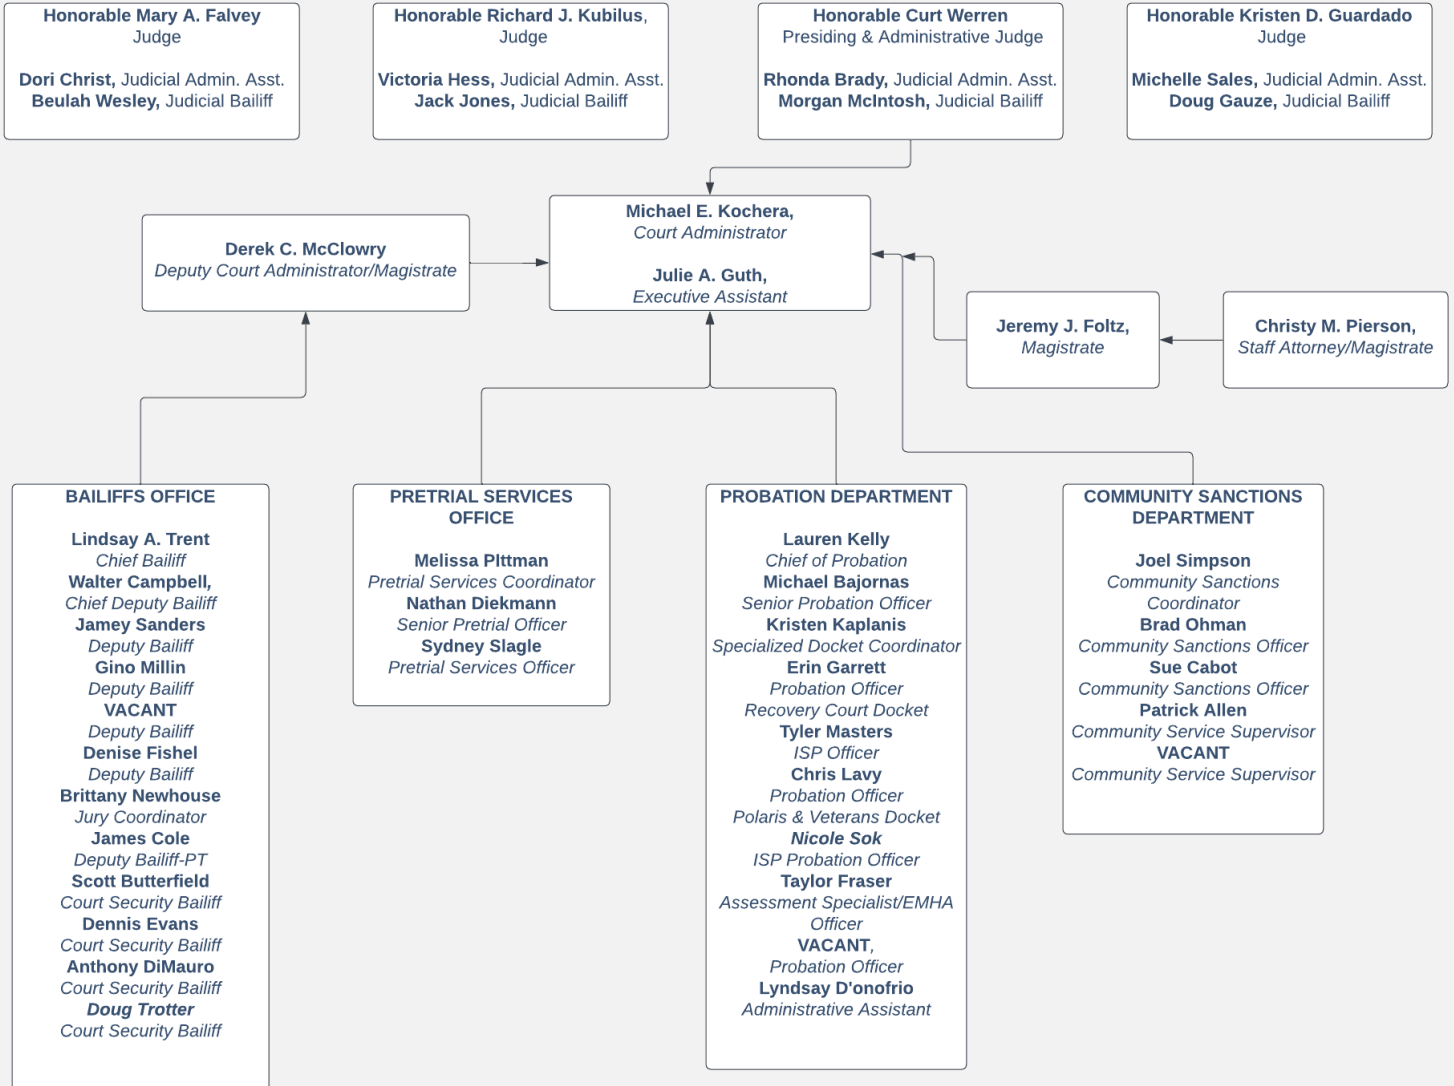 Honorable Mary A. Falvey
Judge
Dori Christ, Judicial Admin. Asst.
Beulah Wesley, Judicial Bailiff
Honorable Richard J. Kubilus,
Judge
Victoria Hess, Judicial Admin. Asst.
Jack Jones, Judicial Bailiff
Honorable Curt Werren
Presiding & Administrative Judge
Rhonda Brady, Judicial Admin. Asst.
Morgan McIntosh, Judicial Bailiff
Honorable Kristen D. Guardado
Judge
Michelle Sales, Judicial Admin. Asst.
Doug Gauze, Judicial Bailiff
Derek C. McClowry
Deputy Court Administrator/Magistrate
Michael E. Kochera,
Court Administrator
Julie A. Guth,
Executive Assistant
Jeremy J. Foltz,
Magistrate
Christy M. Pierson,
Staff Attorney/Magistrate
BAILIFFS OFFICE
Lindsay A. Trent
Chief Bailiff
Walter Campbell,
Chief Deputy Bailiff
Jamey Sanders
Deputy Bailiff
Gino Millin
Deputy Bailiff
VACANT
Deputy Bailiff
Denise Fishel
Deputy Bailiff
Brittany Newhouse
Jury Coordinator
James Cole
Deputy Bailiff-PT
Scott Butterfield
Court Security Bailiff
Dennis Evans
Court Security Bailiff
Anthony DiMauro
Court Security Bailiff
Doug Trotter
Court Security Bailiff
PRETRIAL SERVICES
OFFICE
Melissa PIttman
Pretrial Services Coordinator
Nathan Diekmann
Senior Pretrial Officer
Sydney Slagle
Pretrial Services Officer
PROBATION DEPARTMENT
Lauren Kelly
Chief of Probation
Michael Bajornas
Senior Probation Officer
Kristen Kaplanis
Specialized Docket Coordinator
Erin Garrett
Probation Officer
Recovery Court Docket
Tyler Masters
ISP Officer
Chris Lavy
Probation Officer
Polaris & Veterans Docket
Nicole Sok
ISP Probation Officer
Taylor Fraser
Assessment Specialist/EMHA
Officer
VACANT,
Probation Officer
Lyndsay D'onofrio
Administrative Assistant
COMMUNITY SANCTIONS
DEPARTMENT
Joel Simpson
Community Sanctions
Coordinator
Brad Ohman
Community Sanctions Officer
Sue Cabot
Community Sanctions Officer
Patrick Allen
Community Service Supervisor
VACANT
Community Service Supervisor